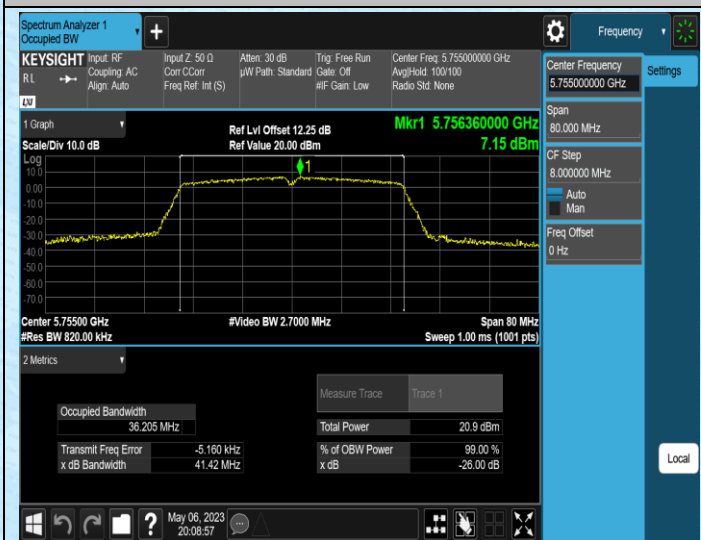 Spectrum Analyzer 1
Occupied BW
+
Frequency
KEYSIGHT
RL
LXI
Input: RF
Coupling: AC
Align: Auto
Input Z: 50 Ω
Corr CCorr
Freq Ref: Int (S)
Atten: 30 dB
µW Path: Standard
Trig: Free Run
Gate: Off
#IF Gain: Low
Center Freq: 5.755000000 GHz
Avg|Hold: 100/100
Radio Std: None
Center Frequency
5.755000000 GHz
Settings
Span
80.000 MHz
CF Step
8.000000 MHz
Auto
Man
Freq Offset
0 Hz
1 Graph
Ref Lvl Offset 12.25 dB
Mkr1 5.756360000 GHz
Scale/Div 10.0 dB
Ref Value 20.00 dBm
7.15 dBm
Log
10.0
0.00
-10.0
-20.0
-30.0
-40.0
-50.0
-60.0
-70.0
1
Center 5.75500 GHz
#Video BW 2.7000 MHz
Span 80 MHz
#Res BW 820.00 kHz
Sweep 1.00 ms (1001 pts)
2 Metrics
Measure Trace
Trace 1
Occupied Bandwidth
36.205 MHz
Total Power
20.9 dBm
Transmit Freq Error
-5.160 kHz
% of OBW Power
99.00 %
x dB Bandwidth
41.42 MHz
x dB
-26.00 dB
Local
?
May 06, 2023
20:08:57